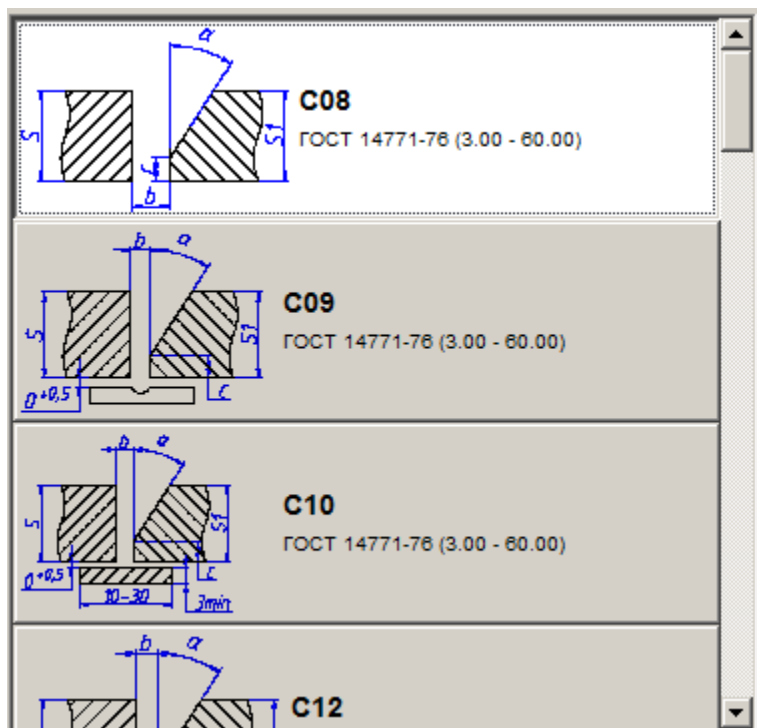 a
C08
ГОСТ 14771-76 (3.00 - 60.00)
S
S1
c
b
b
a
C09
ГОСТ 14771-76 (3.00 - 60.00)
S
S1
0+0,5
c
b
a
C10
ГОСТ 14771-76 (3.00 - 60.00)
S
S1
0+0,5
c
10-30
3min
b
a
C12